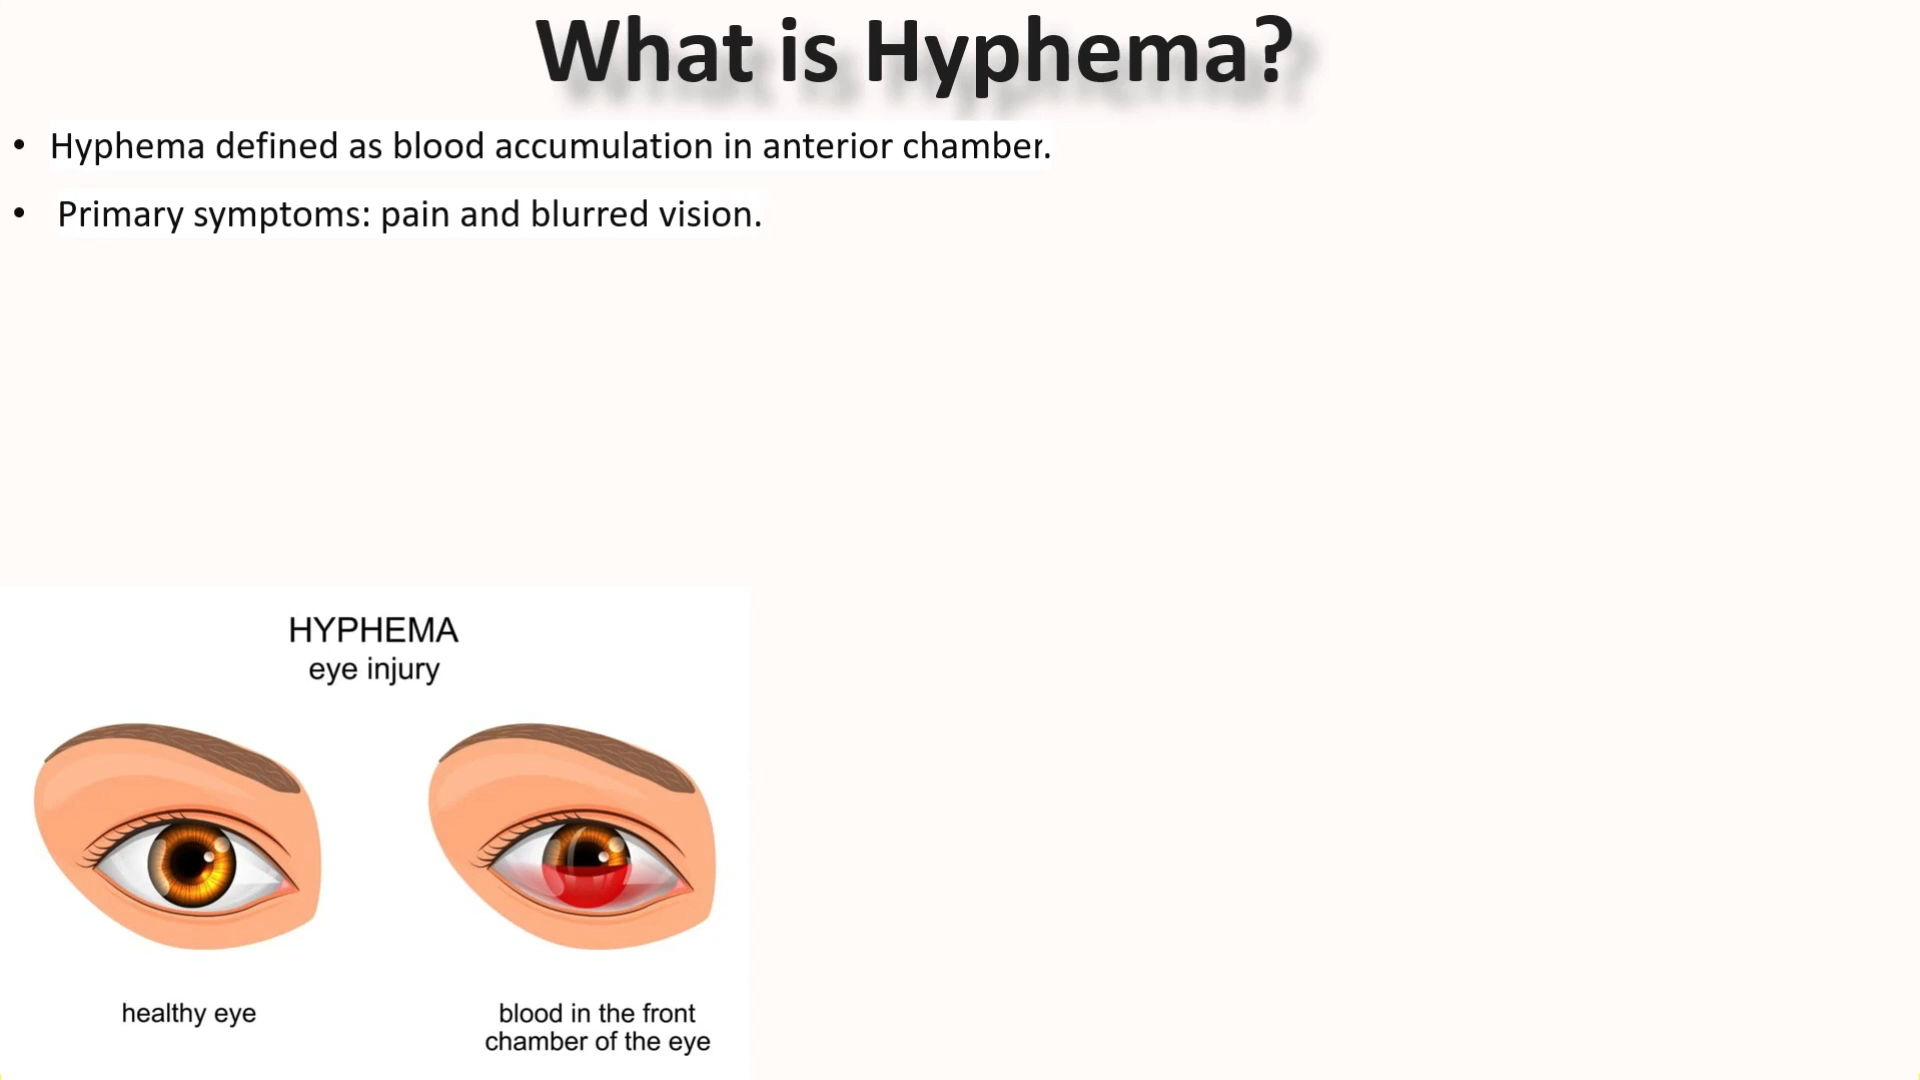 What is Hyphema?
• Hyphema defined as blood accumulation in anterior chamber.
• Primary symptoms: pain and blurred vision.
HYPHEMA
eye injury
healthy eye
blood in the front
chamber of the eye